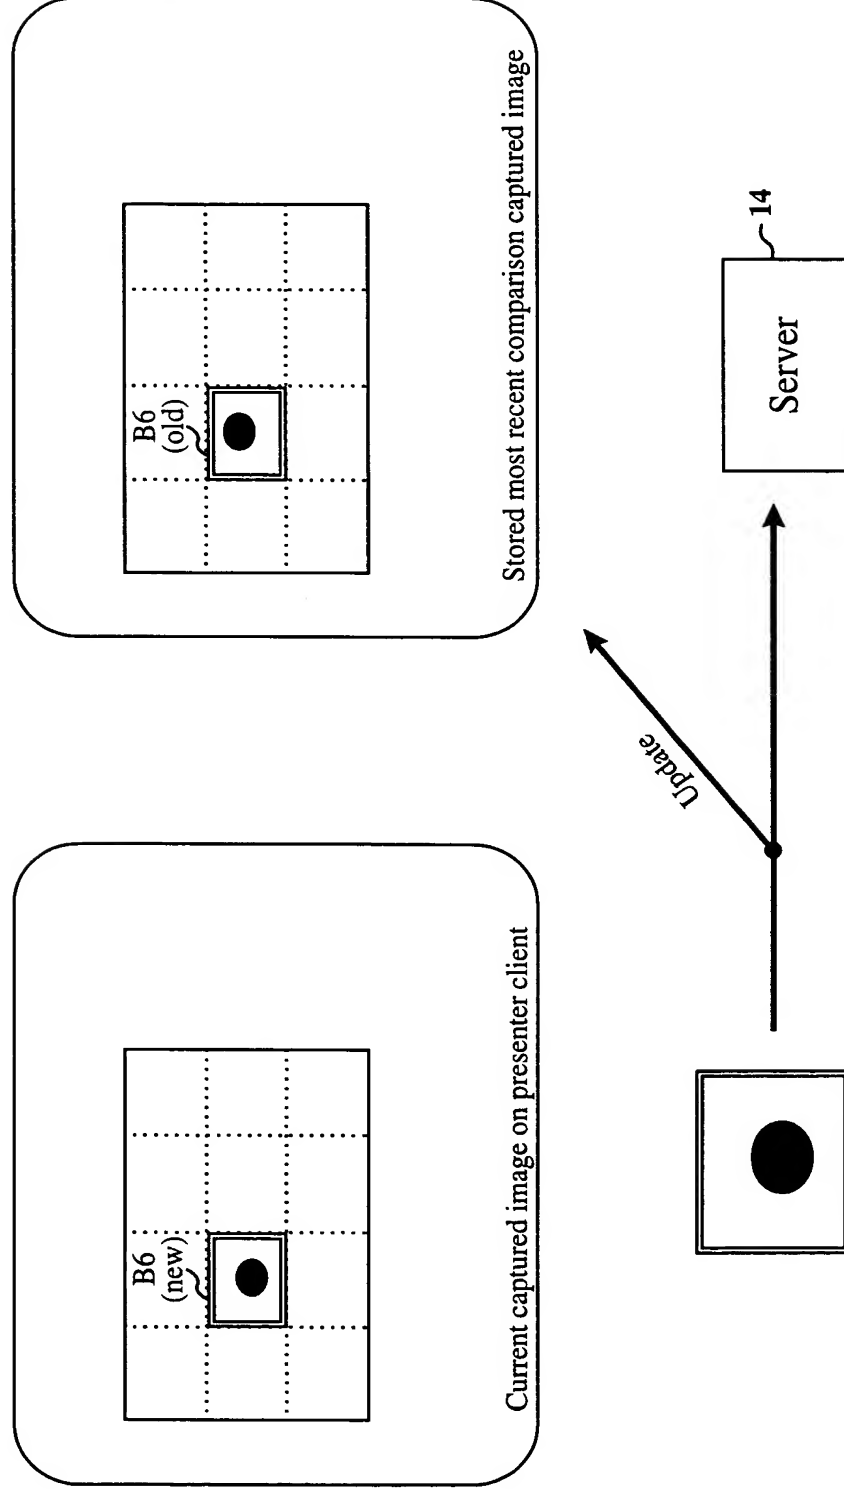 B6
(new)
Current captured image on presenter client
B6
(old)
Stored most recent comparison captured image
Update
Server
14